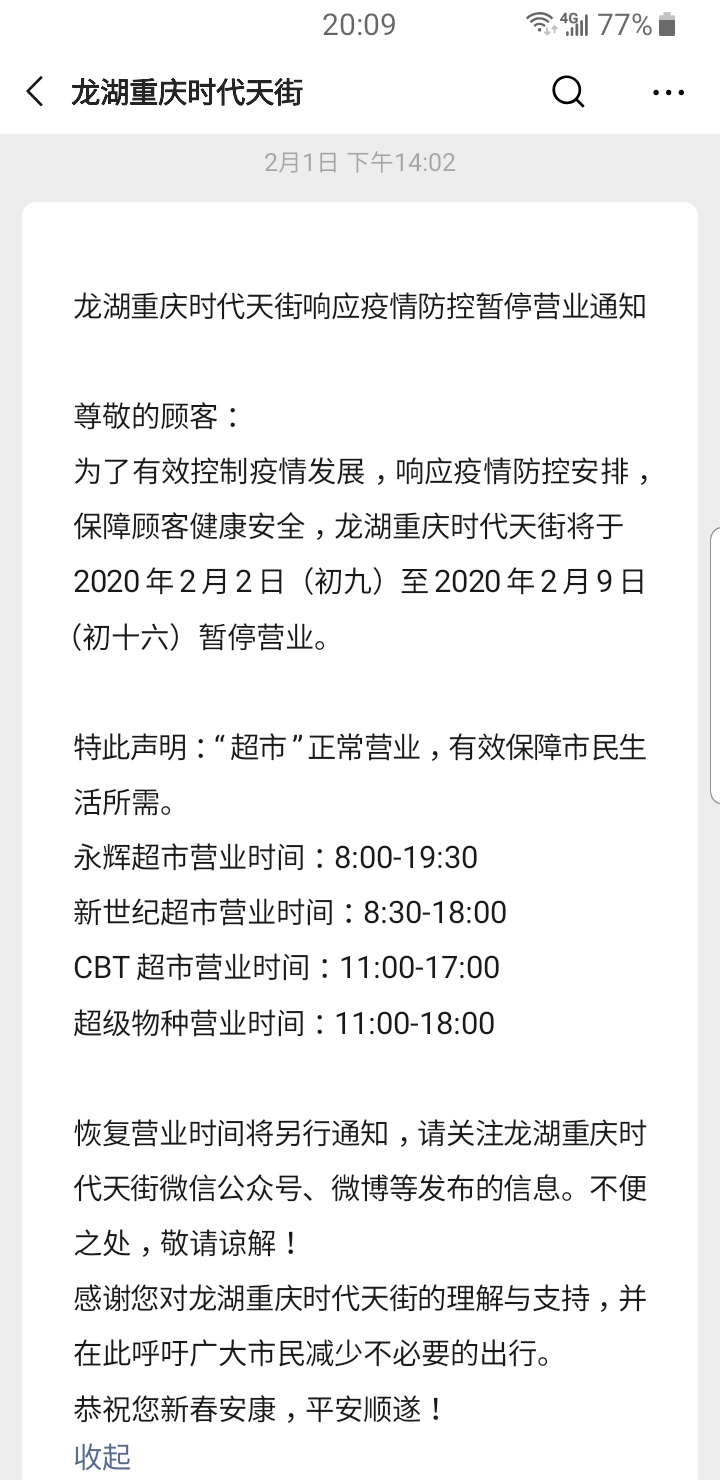 20:09
4G 77%
龙湖重庆时代天街
2月1日 下午14:02
龙湖重庆时代天街响应疫情防控暂停营业通知
尊敬的顾客：
为了有效控制疫情发展，响应疫情防控安排，
保障顾客健康安全，龙湖重庆时代天街将于
2020年2月2日（初九）至2020年2月9日
（初十六）暂停营业。
特此声明：“超市”正常营业，有效保障市民生
活所需。
永辉超市营业时间：8:00-19:30
新世纪超市营业时间：8:30-18:00
CBT 超市营业时间：11:00-17:00
超级物种营业时间：11:00-18:00
恢复营业时间将另行通知，请关注龙湖重庆时
代天街微信公众号、微博等发布的信息。不便
之处，敬请谅解！
感谢您对龙湖重庆时代天街的理解与支持，并
在此呼吁广大市民减少不必要的出行。
恭祝您新春安康，平安顺遂！
收起